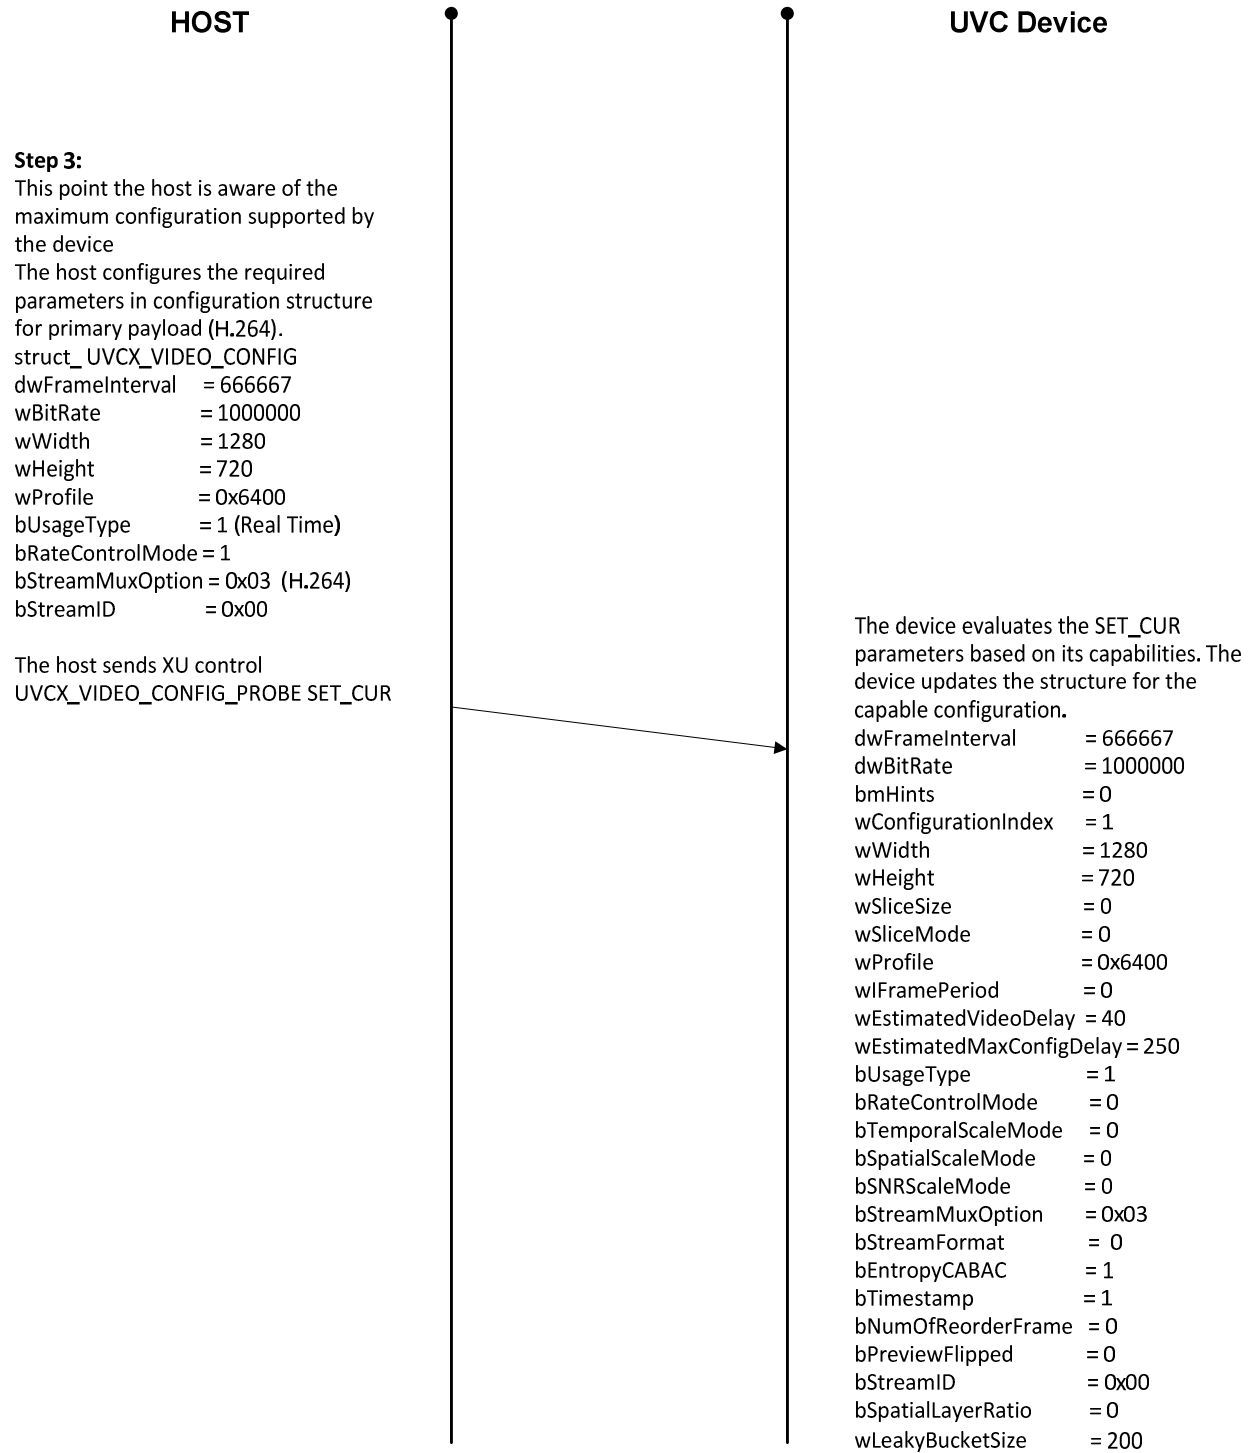 HOST
UVC Device
Step 3:
This point the host is aware of the
maximum configuration supported by
the device
The host configures the required
parameters in configuration structure
for primary payload (H.264).
struct_ UVCX_VIDEO_CONFIG
dwFrameInterval = 666667
wBitRate = 1000000
wWidth = 1280
wHeight = 720
wProfile = 0x6400
bUsageType = 1 (Real Time)
bRateControlMode = 1
bStreamMuxOption = 0x03 (H.264)
bStreamID = 0x00
The host sends XU control
UVCX_VIDEO_CONFIG_PROBE SET_CUR
The device evaluates the SET_CUR
parameters based on its capabilities. The
device updates the structure for the
capable configuration.
dwFrameInterval = 666667
dwBitRate = 1000000
bmHints = 0
wConfigurationIndex = 1
wWidth = 1280
wHeight = 720
wSliceSize = 0
wSliceMode = 0
wProfile = 0x6400
wIFramePeriod = 0
wEstimatedVideoDelay = 40
wEstimatedMaxConfigDelay = 250
bUsageType = 1
bRateControlMode = 0
bTemporalScaleMode = 0
bSpatialScaleMode = 0
bSNRScaleMode = 0
bStreamMuxOption = 0x03
bStreamFormat = 0
bEntropyCABAC = 1
bTimestamp = 1
bNumOfReorderFrame = 0
bPreviewFlipped = 0
bStreamID = 0x00
bSpatialLayerRatio = 0
wLeakyBucketSize = 200